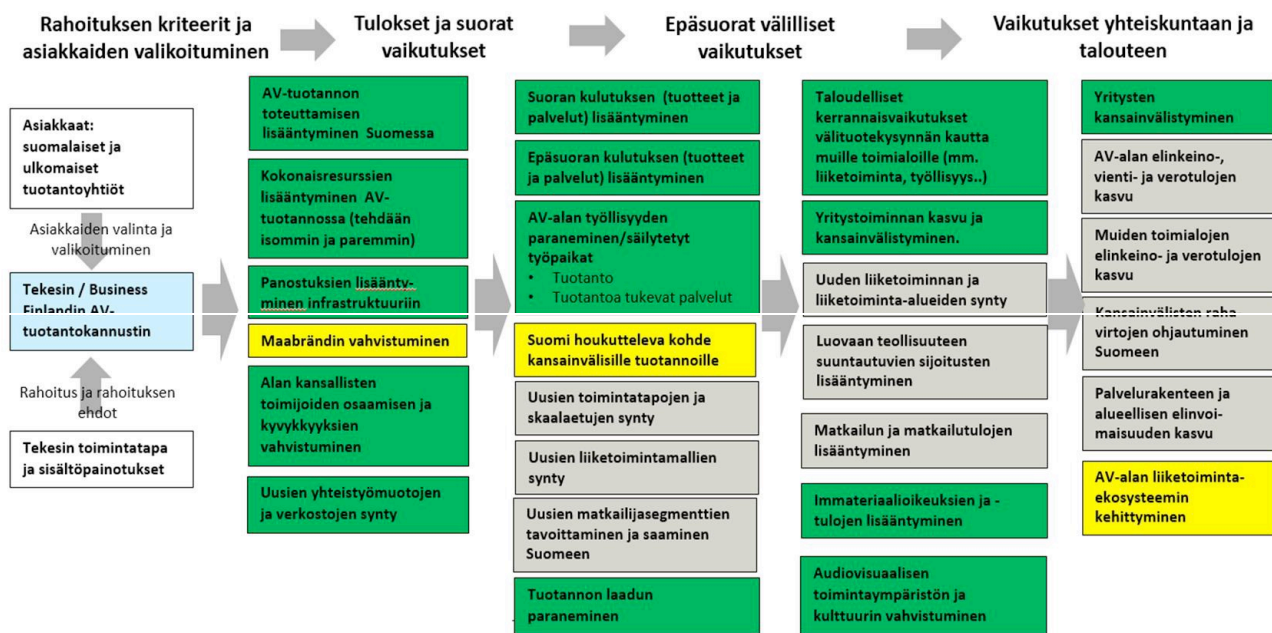 Rahoituksen kriteerit ja
asiakkaiden valikoituminen
Tulokset ja suorat
vaikutukset
Epäsuorat välilliset
vaikutukset
Vaikutukset yhteiskuntaan ja
talouteen
Asiakkaat:
suomalaiset ja
ulkomaiset
tuotantoyhtiöt
Asiakkaiden valinta ja
valikoituminen
Tekesin / Business
Finlandin AV-
tuotantokannustin
Rahoitus ja rahoituksen
ehdot
Tekesin toimintatapa
ja sisältöpainotukset
AV-tuotannon
toteuttamisen
lisääntyminen Suomessa
Kokonaisresurssien
lisääntyminen AV-
tuotannossa (tehdään
isommin ja paremmin)
Panostuksien lisäänty-
minen infrastruktuuriin
Maabrändin vahvistuminen
Alan kansallisten
toimijoiden osaamisen ja
kyvykkyyksien
vahvistuminen
Uusien yhteistyömuotojen
ja verkostojen synty
Suoran kulutuksen (tuotteet ja
palvelut) lisääntyminen
Epäsuoran kulutuksen (tuotteet
ja palvelut) lisääntyminen
AV-alan työllisyyden
paraneminen/säilytetyt
työpaikat
• Tuotanto
• Tuotantoa tukevat palvelut
Suomi houkutteleva kohde
kansainvälisille tuotannoille
Uusien toimintatapojen ja
skaalaetujen synty
Uusien liiketoimintamallien
synty
Uusien matkailijasegmenttien
tavoittaminen ja saaminen
Suomeen
Tuotannon laadun
paraneminen
Taloudelliset
kerrannaisvaikutukset
välituotekysynnän kautta
muille toimialoille (mm.
liiketoiminta, työllisyys..)
Yritystoiminnan kasvu ja
kansainvälistyminen.
Uuden liiketoiminnan ja
liiketoiminta-alueiden synty
Luovaan teollisuuteen
suuntautuvien sijoitusten
lisääntyminen
Matkailun ja matkailutulojen
lisääntyminen
Immateriaalioikeuksien ja -
tulojen lisääntyminen
Audiovisuaalisen
toimintaympäristön ja
kulttuurin vahvistuminen
Yritysten
kansainvälistyminen
AV-alan elinkeino-,
vienti- ja verotulojen
kasvu
Muiden toimialojen
elinkeino- ja verotulojen
kasvu
Kansainvälisten raha-
virtojen ohjautuminen
Suomeen
Palvelurakenteen ja
alueellisen elinvoi-
maisuuden kasvu
AV-alan liiketoiminta-
ekosysteemin
kehittyminen